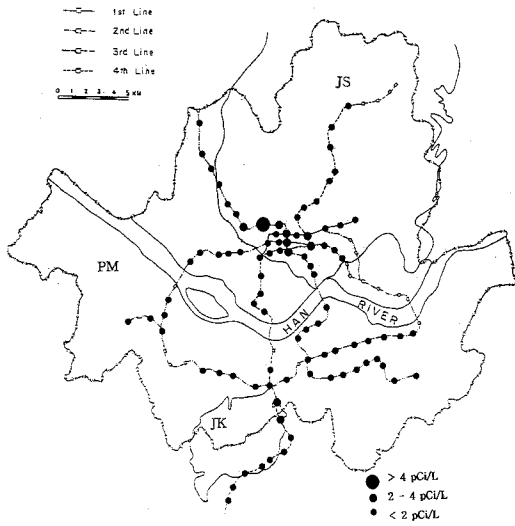 1st Line
2nd Line
3rd Line
4th Line
0 1 2 3 4 5 KM
JS
PM
HAN RIVER
JK
> 4 pCi/L
2 - 4 pCi/L
< 2 pCi/L